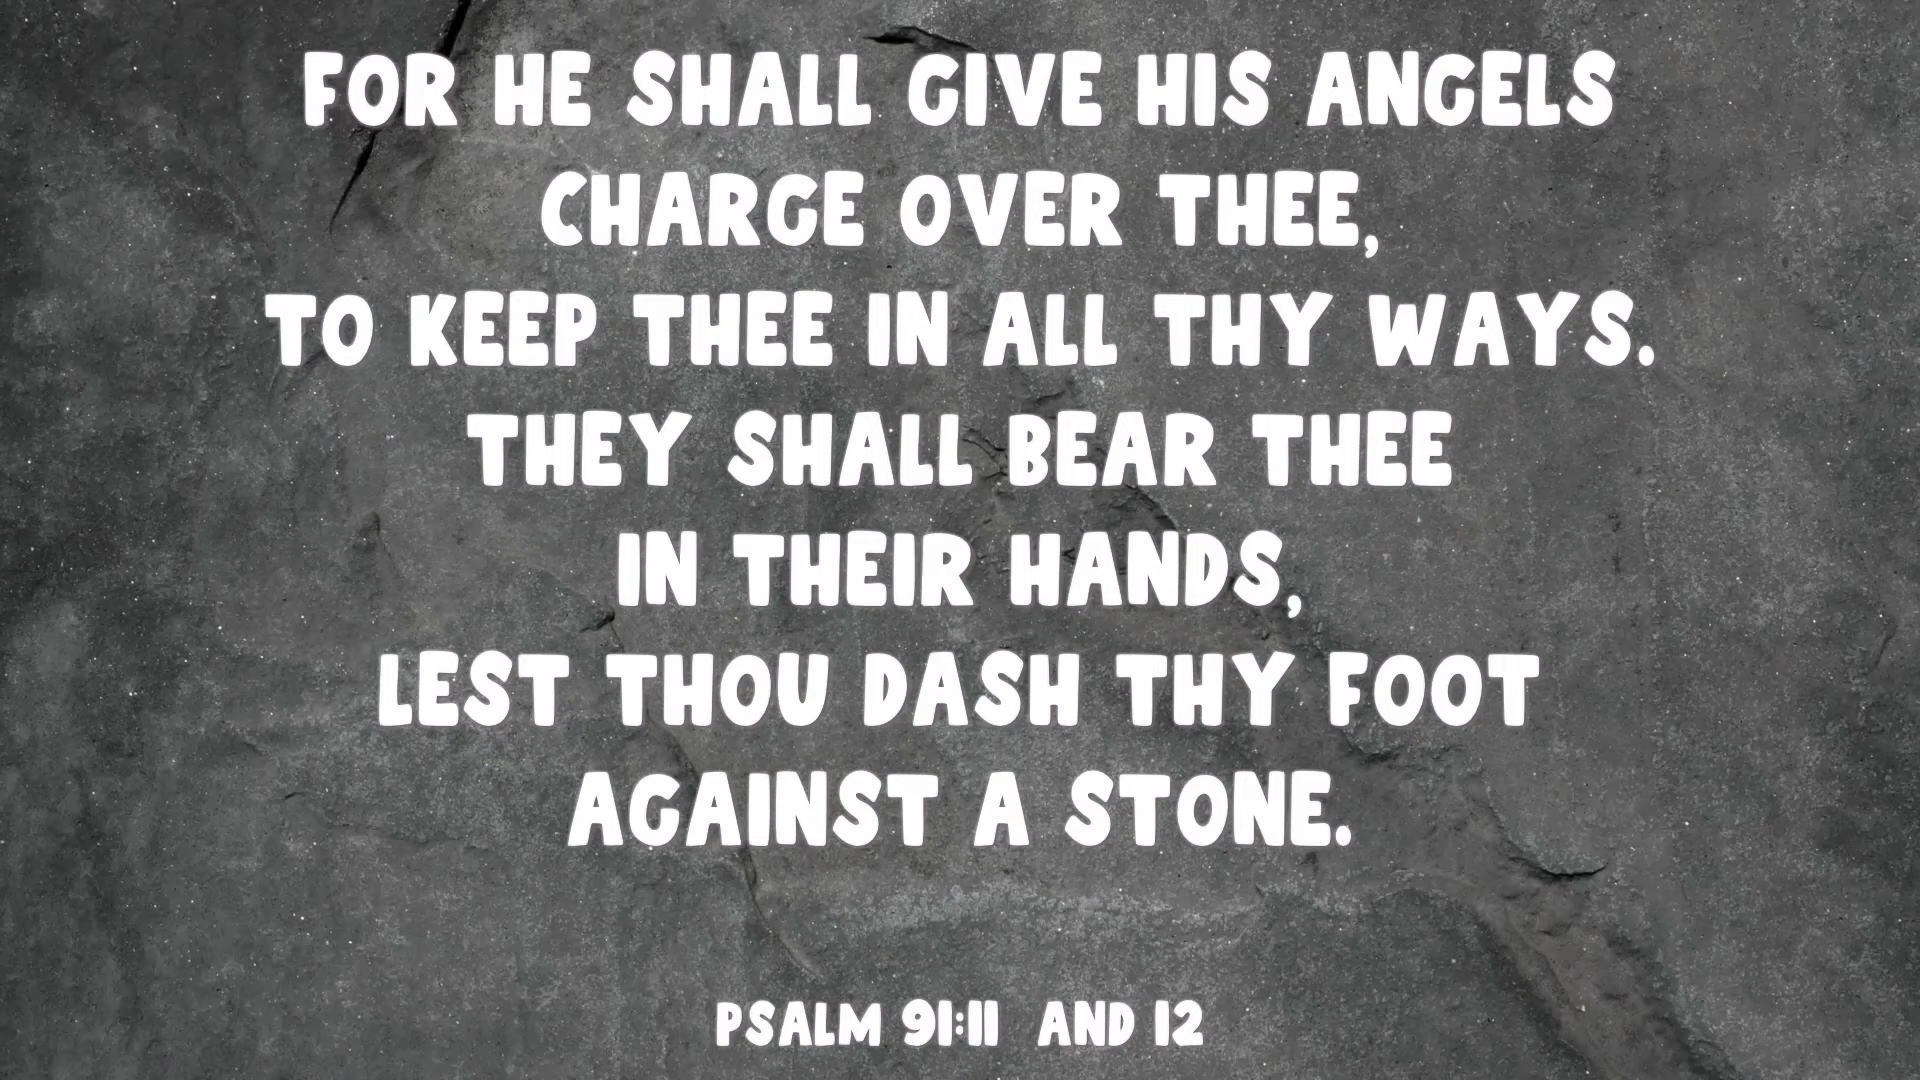 FOR HE SHALL GIVE HIS ANGELS
CHARGE OVER THEE,
TO KEEP THEE IN ALL THY WAYS.
THEY SHALL BEAR THEE
IN THEIR HANDS,
LEST THOU DASH THY FOOT
AGAINST A STONE.
PSALM 91:11 AND 12